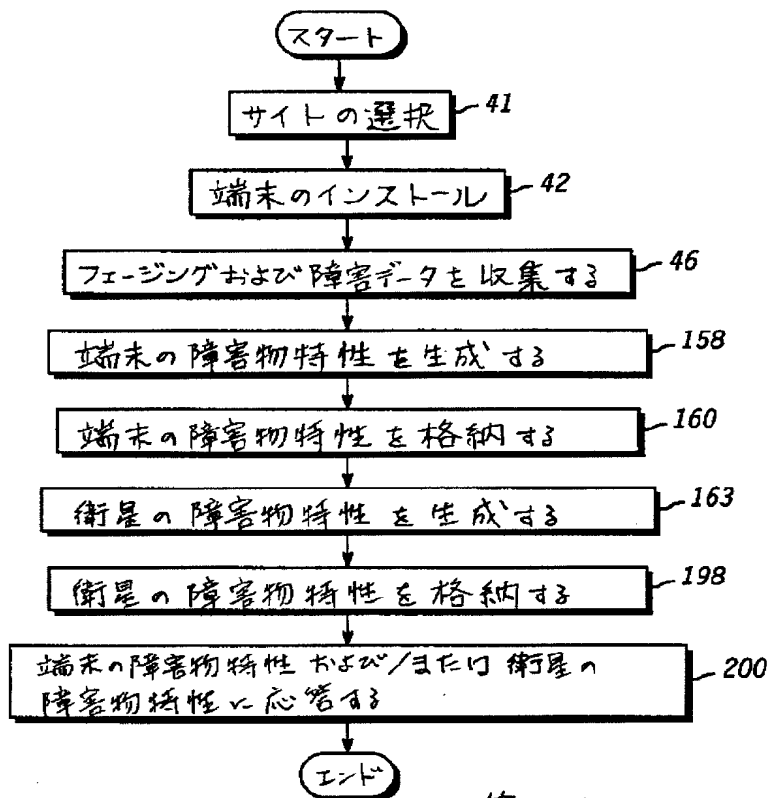 スタート
サイトの選択
41
端末のインストール
42
フェージングおよび障害データを収集する
46
端末の障害物特性を生成する
158
端末の障害物特性を格納する
160
衛星の障害物特性を生成する
163
衛星の障害物特性を格納する
198
端末の障害物特性および/または衛星の
障害物特性に応答する
200
エンド